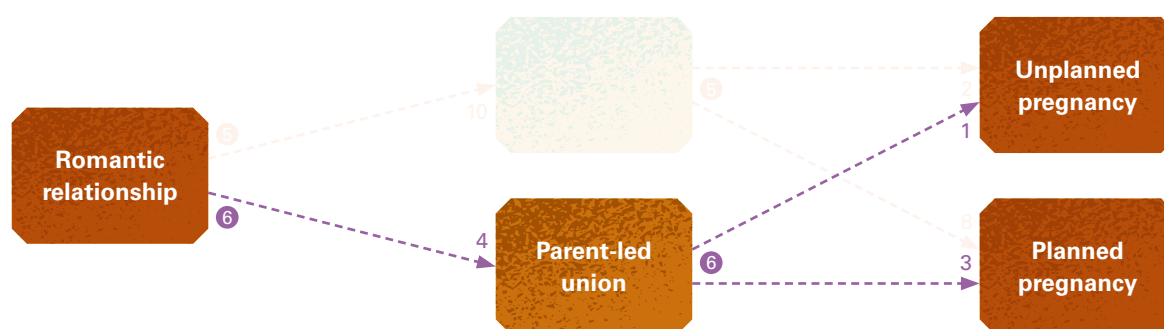 Romantic
relationship
5
10
6
4
Parent-led
union
5
6
2
1
8
3
Unplanned
pregnancy
Planned
pregnancy